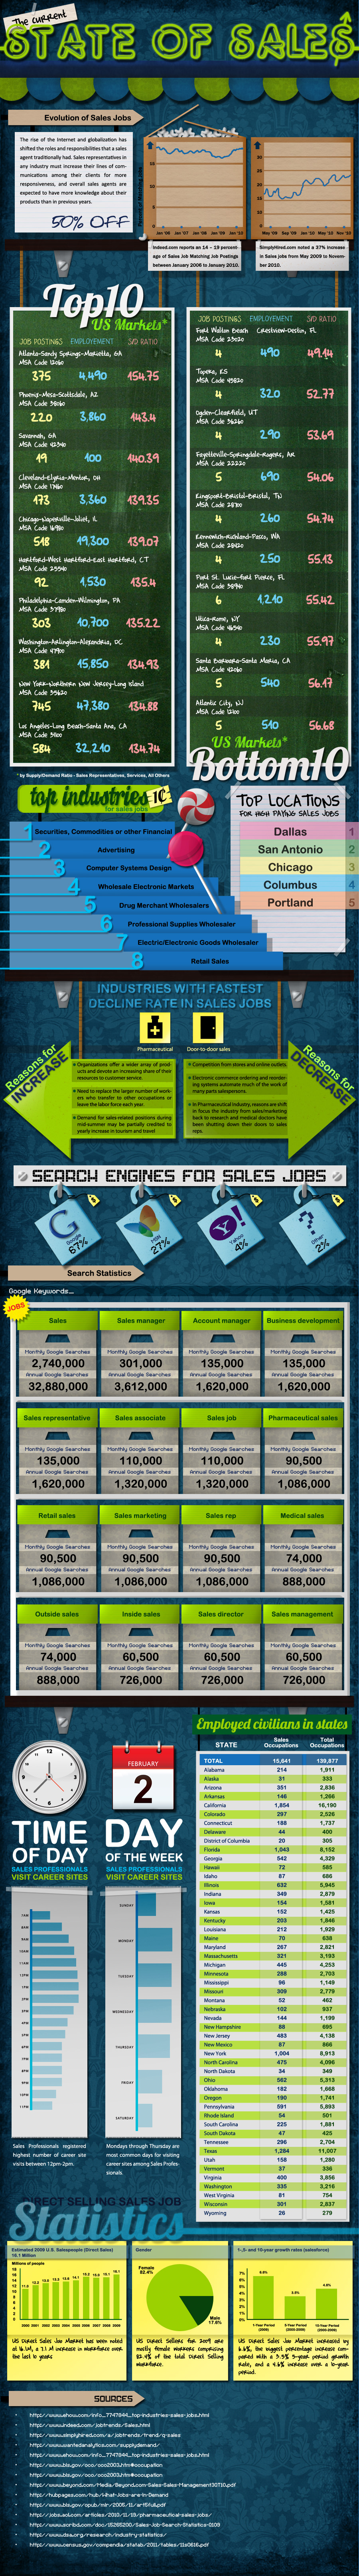 The current
STATE OF SALES
Evolution of Sales Jobs
The rise of the Internet and globalization has
shifted the roles and responsibilities that a sales
agent traditionally had. Sales representatives in
any industry must increase their lines of com-
munications among their clients for more
responsiveness, and overall sales agents are
expected to have more knowledge about their
products than in previous years.
50% OFF
Indeed.com reports an 14 – 19 percent-
age of Sales Job Matching Job Postings
between January 2006 to January 2010.
SimplyHired.com noted a 37% increase
in Sales jobs from May 2009 to Novem-
ber 2010.
Top10
US Markets*
JOB POSTINGS EMPLOYEMENT S/D RATIO
Atlanta-Sandy Springs-Marietta, GA
MSA Code 12060
375 4,490 154.75
Phoenix-Mesa-Scottsdale, AZ
MSA Code 38060
220 3,860 143.4
Savannah, GA
MSA Code 42340
19 100 140.39
Cleveland-Elyria-Mentor, OH
MSA Code 17460
173 3,360 139.35
Chicago-Naperville-Joliet, IL
MSA Code 16980
518 19,300 139.07
Hartford-West Hartford-East Hartford, CT
MSA Code 25540
92 1,530 135.4
Philadelphia-Camden-Wilmington, PA
MSA Code 37980
303 10,700 135.22
Washington-Arlington-Alexandria, DC
MSA Code 47900
381 15,850 134.93
New York-Northern New Jersey-Long Island
MSA Code 35620
745 47,380 134.88
Los Angeles-Long Beach-Santa Ana, CA
MSA Code 31100
584 32,210 134.74
* by Supply/Demand Ratio - Sales Representatives, Services, All Others
JOB POSTINGS EMPLOYEMENT S/D RATIO
Fort Walton Beach Crestview-Destin, FL
MSA Code 23020
4 490 49.14
Topeka, KS
MSA Code 45820
4 320 52.77
Ogden-Clearfield, UT
MSA Code 36260
4 290 53.69
Fayetteville-Springdale-Rogers, AR
MSA Code 22220
5 690 54.06
Kingsport-Bristol-Bristol, TN
MSA Code 28700
4 260 54.74
Kennewick-Richland-Pasco, WA
MSA Code 28420
4 250 55.13
Port St. Lucie-Fort Pierce, FL
MSA Code 38940
6 1,210 55.42
Utica-Rome, NY
MSA Code 46540
4 230 55.97
Santa Barbara-Santa Maria, CA
MSA Code 42060
5 540 56.17
Atlantic City, NJ
MSA Code 12100
5 510 56.68
US Markets*
Bottom10
top industries 1¢
for sales jobs
1 Securities, Commodities or other Financial
2 Advertising
3 Computer Systems Design
4 Wholesale Electronic Markets
5 Drug Merchant Wholesalers
6 Professional Supplies Wholesaler
7 Electric/Electronic Goods Wholesaler
8 Retail Sales
TOP LOCATIONS
FOR HIGH PAYING SALES JOBS
Dallas 1
San Antonio 2
Chicago 3
Columbus 4
Portland 5
INDUSTRIES WITH FASTEST
DECLINE RATE IN SALES JOBS
Pharmaceutical
Door-to-door sales
Reasons for
INCREASE
Organizations offer a wider array of prod-
ucts and devote an increasing share of their
resources to customer service.
Need to replace the larger number of work-
ers who transfer to other occupations or
leave the labor force each year.
Demand for sales-related positions during
mid-summer may be partially credited to
yearly increase in tourism and travel
Competition from stores and online outlets.
Electronic commerce ordering and reorder-
ing systems automate much of the work of
many parts salespersons.
In Pharmaceutical Industry, reasons are shift
in focus the industry from sales/marketing
back to research and medical doctors have
been shutting down their doors to sales
reps.
Reasons for
DECREASE
SEARCH ENGINES FOR SALES JOBS
Google
67%
MSN
27%
Yahoo
4%
Other
2%
Search Statistics
Google Keywords...
JOBS
Sales Sales manager Account manager Business development
Monthly Google Searches Monthly Google Searches Monthly Google Searches Monthly Google Searches
2,740,000 301,000 135,000 135,000
Annual Google Searches Annual Google Searches Annual Google Searches Annual Google Searches
32,880,000 3,612,000 1,620,000 1,620,000
Sales representative Sales associate Sales job Pharmaceutical sales
Monthly Google Searches Monthly Google Searches Monthly Google Searches Monthly Google Searches
135,000 110,000 110,000 90,500
Annual Google Searches Annual Google Searches Annual Google Searches Annual Google Searches
1,620,000 1,320,000 1,320,000 1,086,000
Retail sales Sales marketing Sales rep Medical sales
Monthly Google Searches Monthly Google Searches Monthly Google Searches Monthly Google Searches
90,500 90,500 90,500 74,000
Annual Google Searches Annual Google Searches Annual Google Searches Annual Google Searches
1,086,000 1,086,000 1,086,000 888,000
Outside sales Inside sales Sales director Sales management
Monthly Google Searches Monthly Google Searches Monthly Google Searches Monthly Google Searches
74,000 60,500 60,500 60,500
Annual Google Searches Annual Google Searches Annual Google Searches Annual Google Searches
888,000 726,000 726,000 726,000
12
3
6
9
TIME
OF DAY
SALES PROFESSIONALS
VISIT CAREER SITES
Sales Professionals registered
highest number of career site
visits between 12pm-2pm.
FEBRUARY
2
DAY
OF THE WEEK
SALES PROFESSIONALS
VISIT CAREER SITES
SUNDAY
MONDAY
TUESDAY
WEDNESDAY
THURSDAY
FRIDAY
SATURDAY
Mondays through Thursday are
most common days for visiting
career sites among Sales Profes-
sionals.
Employed civilians in states
STATE Sales Occupations Total Occupations
TOTAL 15,641 139,877
Alabama 214 1,911
Alaska 31 333
Arizona 351 2,836
Arkansas 146 1,266
California 1,854 16,190
Colorado 297 2,526
Connecticut 188 1,737
Delaware 44 400
District of Columbia 20 305
Florida 1,043 8,152
Georgia 542 4,329
Hawaii 72 585
Idaho 87 686
Illinois 632 5,945
Indiana 349 2,879
Iowa 154 1,581
Kansas 152 1,425
Kentucky 203 1,846
Louisiana 212 1,929
Maine 70 638
Maryland 267 2,821
Massachusetts 321 3,193
Michigan 445 4,253
Minnesota 288 2,703
Mississippi 96 1,149
Missouri 309 2,779
Montana 52 462
Nebraska 102 937
Nevada 144 1,199
New Hampshire 88 695
New Jersey 483 4,138
New Mexico 87 866
New York 1,004 8,913
North Carolina 475 4,096
North Dakota 34 349
Ohio 562 5,313
Oklahoma 182 1,668
Oregon 190 1,741
Pennsylvania 591 5,893
Rhode Island 54 501
South Carolina 225 1,881
South Dakota 47 425
Tennessee 296 2,704
Texas 1,284 11,007
Utah 158 1,280
Vermont 37 336
Virginia 400 3,856
Washington 335 3,216
West Virginia 81 754
Wisconsin 301 2,837
Wyoming 26 279
DIRECT SELLING SALES JOB
Statistics
Estimated 2009 U.S. Salespeople (Direct Sales)
16.1 Million
Millions of people
2000 2001 2002 2003 2004 2005 2006 2007 2008 2009
US Direct Sales Job Market has been noted
at 16.1M, a 7.1 M increase in workforce over
the last 10 years
Gender
Female
82.4%
Male
17.6%
US Direct Sellers for 2009 are
mostly female workers comprising
82.4% of the total Direct Selling
workforce.
1-,5- and 10-year growth rates (salesforce)
1-Year Period 5-Year Period 10-Year Period
US Direct Sales Job Market increased by
6.6%, the biggest percentage increase com-
pared with a 3.5% 5-year period growth
rate, and a 4.6% increase over a 10-year
period.
SOURCES
http://www.ehow.com/info_7747844_top-industries-sales-jobs.html
http://www.indeed.com/jobtrends/Sales.html
http://www.simplyhired.com/a/jobtrends/trend/q-sales
http://www.wantedanalytics.com/supplydemand/
http://www.ehow.com/info_7747844_top-industries-sales-jobs.html
http://www.bls.gov/oco/oco2003.htm#occupation
http://www.bls.gov/oco/oco2003.htm#occupation
http://www.beyond.com/Media/Beyond.com-Sales-Sales-Management30710.pdf
http://hubpages.com/hub/What-Jobs-are-In-Demand
http://www.bls.gov/opub/mlr/2005/11/art5full.pdf
http://jobs.aol.com/articles/2010/11/19/pharmaceutical-sales-jobs/
http://www.scribd.com/doc/15265200/Sales-Job-Search-Statistics-0109
http://www.dsa.org/research/industry-statistics/
http://www.census.gov/compendia/statab/2011/tables/11s0616.pdf